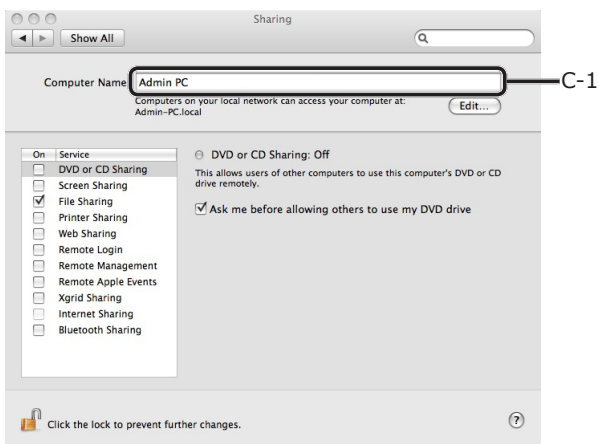 Sharing
Show All
Computer Name: Admin PC
C-1
Computers on your local network can access your computer at:
Admin-PC.local
Edit...
On Service
DVD or CD Sharing
Screen Sharing
File Sharing
Printer Sharing
Web Sharing
Remote Login
Remote Management
Remote Apple Events
Xgrid Sharing
Internet Sharing
Bluetooth Sharing
DVD or CD Sharing: Off
This allows users of other computers to use this computer's DVD or CD
drive remotely.
Ask me before allowing others to use my DVD drive
Click the lock to prevent further changes.
?